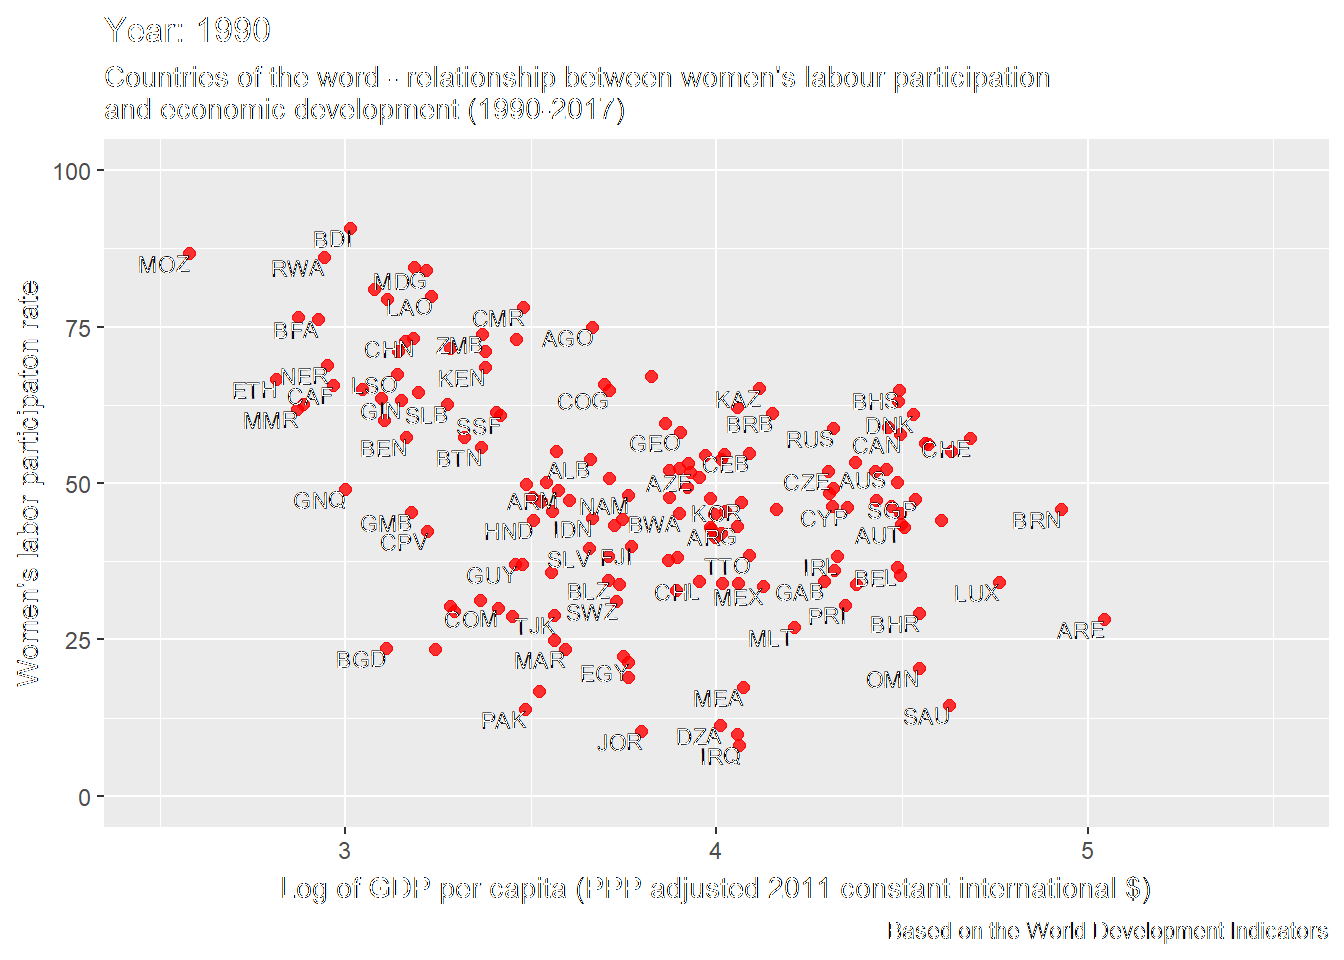 Year: 1990
Countries of the word - relationship between women's labour participation
and economic development (1990-2017)
100
75
50
25
0
Women's labor participaton rate
BDI
MOZ
RWA
MDG
LAO
CMR
BFA
AGO
CHN
ZMB
NER
KEN
ETH
LSO
CAF
COG
KAZ
BHS
MMR
GIN
SLB
SSF
BRB
DNK
BEN
GEO
RUS
CAN
CHE
BTN
ALB
CEB
AZE
CZE
AUS
GNQ
ARM
NAM
KOR
SGP
GMB
HND
IDN
BWA
CYP
BRN
CPV
ARG
AUT
SLV
FJI
TTO
IRL
GUY
BEL
BLZ
CHL
MEX
GAB
LUX
COM
SWZ
PRI
TJK
BHR
ARE
MLT
BGD
MAR
EGY
OMN
MEA
PAK
SAU
JOR
DZA
IRQ
3
4
5
Log of GDP per capita (PPP adjusted 2011 constant international $)
Based on the World Development Indicators